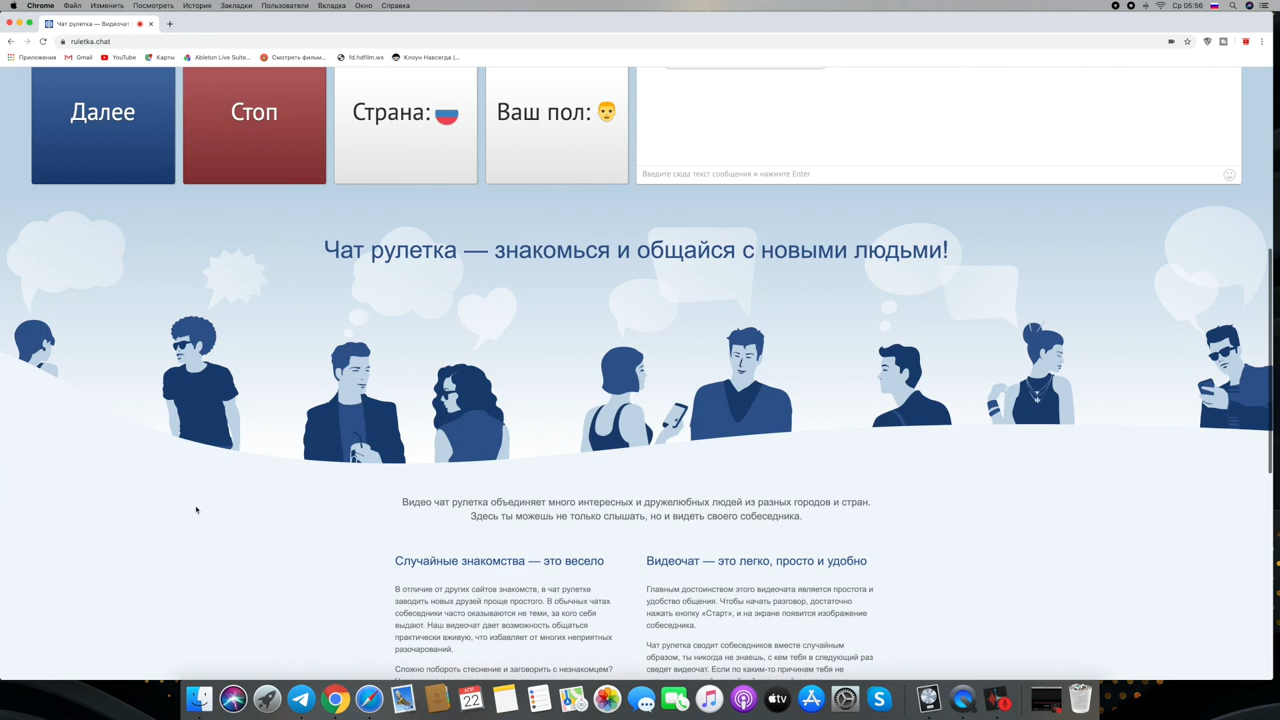 Chrome Файл Изменить Посмотреть История Закладки Пользователи Вкладка Окно Справка Ср 05:56
Чат рулетка — Видеочат
ruletka.chat
Приложения Gmail YouTube Карты Ableton Live Suite... Смотреть фильм... fd.hdfilm.ws Клоун Навсегда (...
Далее Стоп Страна: Ваш пол:
Введите сюда текст сообщения и нажмите Enter
Чат рулетка — знакомься и общайся с новыми людьми!
Видео чат рулетка объединяет много интересных и дружелюбных людей из разных городов и стран.
Здесь ты можешь не только слышать, но и видеть своего собеседника.
Случайные знакомства — это весело
В отличие от других сайтов знакомств, в чат рулетке
заводить новых друзей проще простого. В обычных чатах
собеседники часто оказываются не теми, за кого себя
выдают. Наш видеочат дает возможность общаться
практически вживую, что избавляет от многих неприятных
разочарований.
Сложно побороть стеснение и заговорить с незнакомцем?
Видеочат — это легко, просто и удобно
Главным достоинством этого видеочата является простота и
удобство общения. Чтобы начать разговор, достаточно
нажать кнопку «Старт», и на экране появится изображение
собеседника.
Чат рулетка сводит собеседников вместе случайным
образом, ты никогда не знаешь, с кем тебя в следующий раз
сведет видеочат. Если по каким-то причинам тебя не
АПР
22
tv